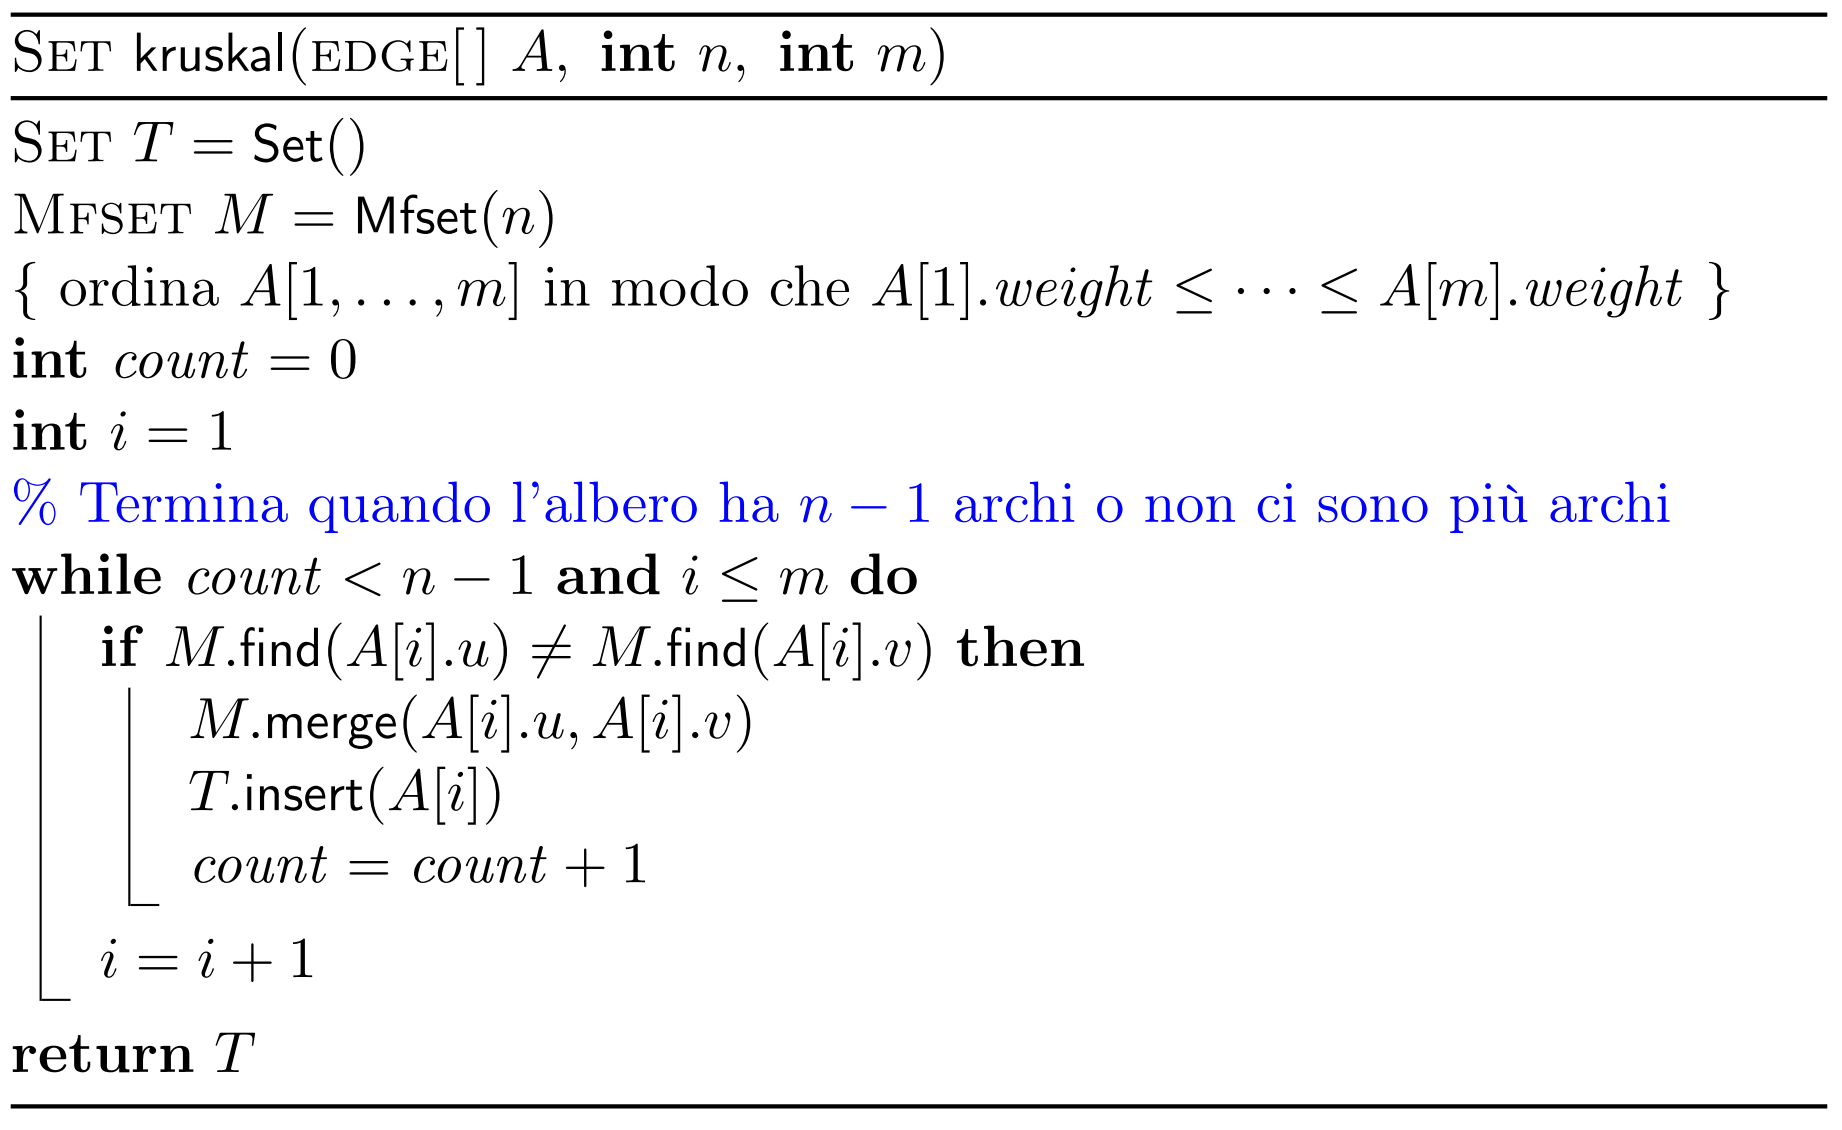 SET kruskal(EDGE[ ] A, int n, int m)
SET T = Set()
MFSET M = Mfset(n)
{ ordina A[1, . . . , m] in modo che A[1].weight ≤ · · · ≤ A[m].weight }
int count = 0
int i = 1
% Termina quando l'albero ha n − 1 archi o non ci sono più archi
while count < n − 1 and i ≤ m do
if M.find(A[i].u) ≠ M.find(A[i].v) then
M.merge(A[i].u, A[i].v)
T.insert(A[i])
count = count + 1
i = i + 1
return T